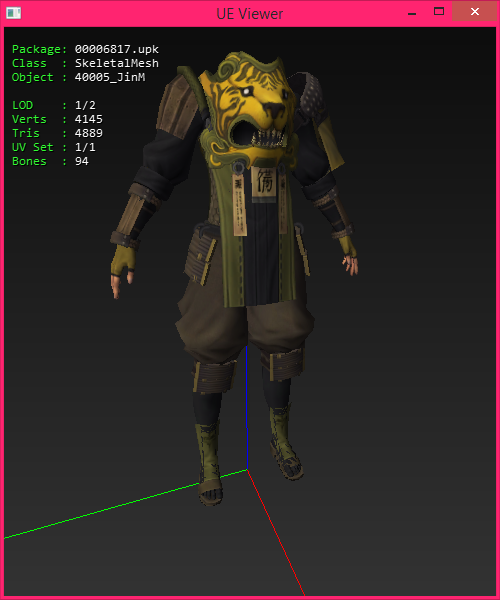 UE Viewer
Package: 00006817.upk
Class : SkeletalMesh
Object : 40005_JinM
LOD : 1/2
Verts : 4145
Tris : 4889
UV Set : 1/1
Bones : 94